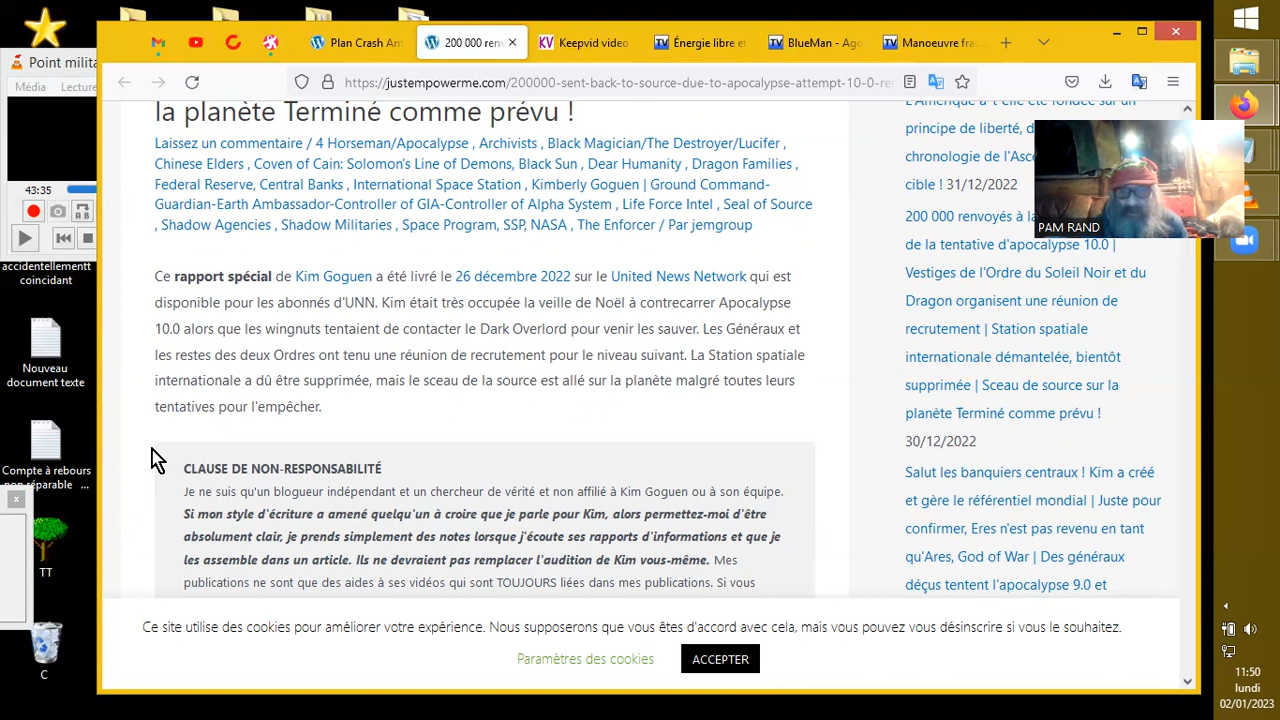 Plan Crash Am
200 000 renv
Keepvid video
Énergie libre et
BlueMan - Ago
Manoeuvre fra
Point milita
Média Lecture
https://justempowerme.com/200000-sent-back-to-source-due-to-apocalypse-attempt-10-0-re
43:35
accidentellementt
coincidant
Nouveau
document texte
Compte à rebours
non réparable ...
TT
C
la planète Terminé comme prévu !
Laissez un commentaire / 4 Horseman/Apocalypse , Archivists , Black Magician/The Destroyer/Lucifer ,
Chinese Elders , Coven of Cain: Solomon's Line of Demons, Black Sun , Dear Humanity , Dragon Families ,
Federal Reserve, Central Banks , International Space Station , Kimberly Goguen | Ground Command-
Guardian-Earth Ambassador-Controller of GIA-Controller of Alpha System , Life Force Intel , Seal of Source
, Shadow Agencies , Shadow Militaries , Space Program, SSP, NASA , The Enforcer / Par jemgroup
Ce rapport spécial de Kim Goguen a été livré le 26 décembre 2022 sur le United News Network qui est
disponible pour les abonnés d'UNN. Kim était très occupée la veille de Noël à contrecarrer Apocalypse
10.0 alors que les wingnuts tentaient de contacter le Dark Overlord pour venir les sauver. Les Généraux et
les restes des deux Ordres ont tenu une réunion de recrutement pour le niveau suivant. La Station spatiale
internationale a dû être supprimée, mais le sceau de la source est allé sur la planète malgré toutes leurs
tentatives pour l'empêcher.
CLAUSE DE NON-RESPONSABILITÉ
Je ne suis qu'un blogueur indépendant et un chercheur de vérité et non affilié à Kim Goguen ou à son équipe.
Si mon style d'écriture a amené quelqu'un à croire que je parle pour Kim, alors permettez-moi d'être
absolument clair, je prends simplement des notes lorsque j'écoute ses rapports d'informations et que je
les assemble dans un article. Ils ne devraient pas remplacer l'audition de Kim vous-même. Mes
publications ne sont que des aides à ses vidéos qui sont TOUJOURS liées dans mes publications. Si vous
L'Amérique a-t-elle été fondée sur un
principe de liberté, d
chronologie de l'Asc
cible ! 31/12/2022
200 000 renvoyés à la
de la tentative d'apocalypse 10.0 |
Vestiges de l'Ordre du Soleil Noir et du
Dragon organisent une réunion de
recrutement | Station spatiale
internationale démantelée, bientôt
supprimée | Sceau de source sur la
planète Terminé comme prévu !
30/12/2022
Salut les banquiers centraux ! Kim a créé
et gère le référentiel mondial | Juste pour
confirmer, Eres n'est pas revenu en tant
qu'Ares, God of War | Des généraux
déçus tentent l'apocalypse 9.0 et
PAM RAND
Ce site utilise des cookies pour améliorer votre expérience. Nous supposerons que vous êtes d'accord avec cela, mais vous pouvez vous désinscrire si vous le souhaitez.
Paramètres des cookies
ACCEPTER
11:50
lundi
02/01/2023